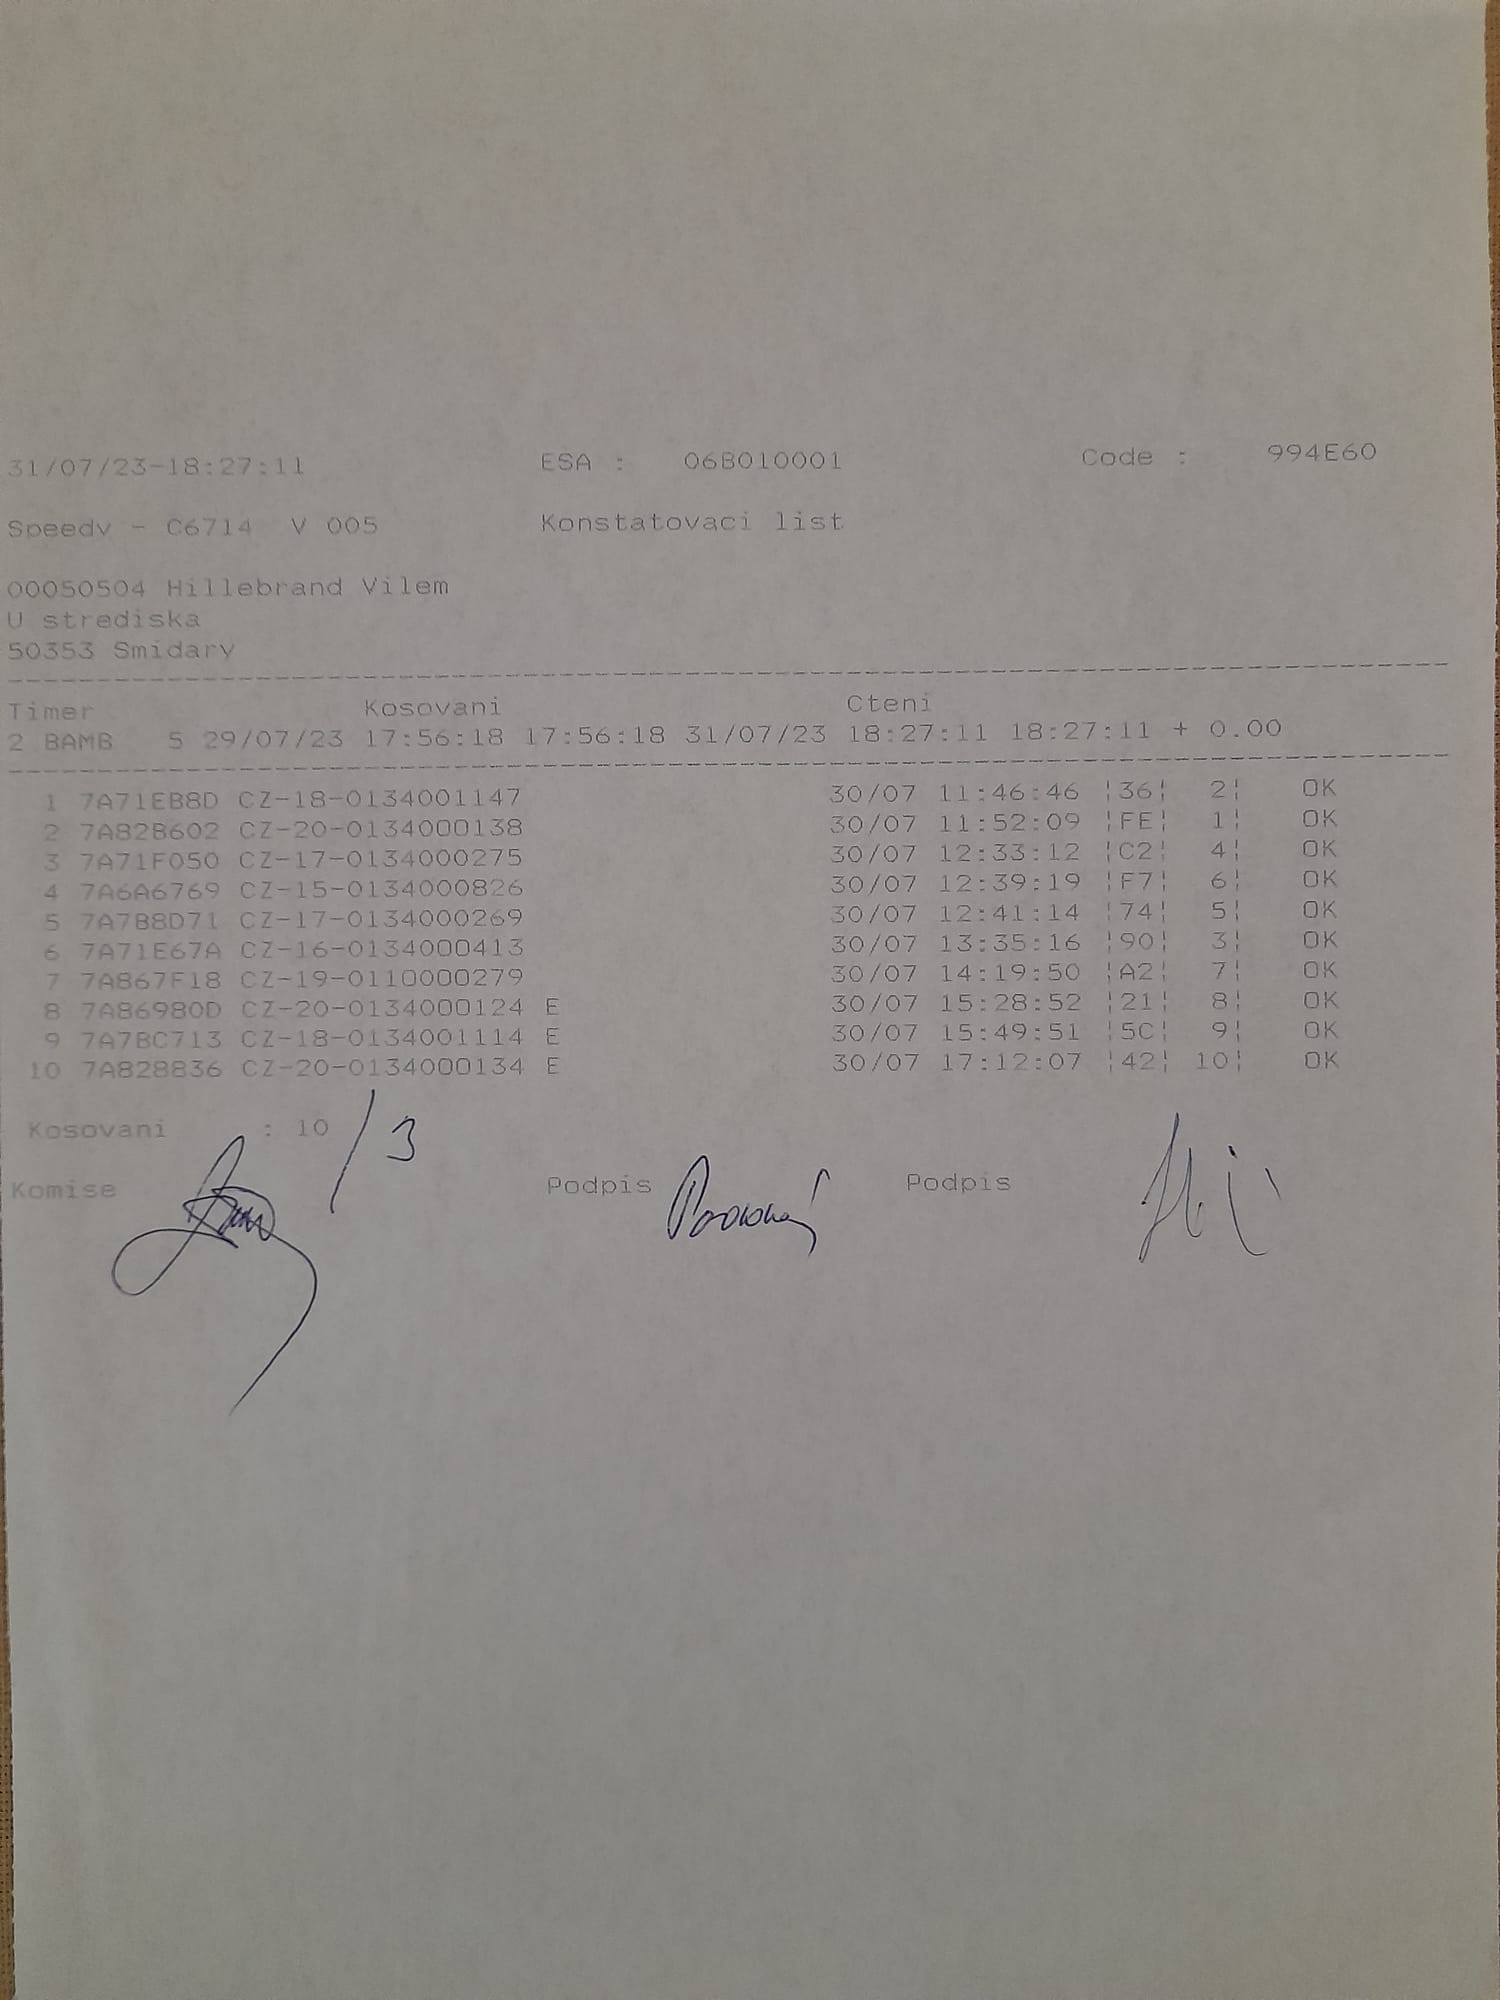 31/07/23-18:27:11 ESA : 06B010001 Code : 994E60
Speedy - C6714 V 005 Konstatovaci list
00050504 Hillebrand Vilem
U strediska
50353 Smidary
Timer Kosovani Cteni
2 BAMB 5 29/07/23 17:56:18 17:56:18 31/07/23 18:27:11 18:27:11 + 0.00
1 7A71EB8D CZ-18-0134001147 30/07 11:46:46 ¦36¦ 2¦ OK
2 7A82B602 CZ-20-0134000138 30/07 11:52:09 ¦FE¦ 1¦ OK
3 7A71F050 CZ-17-0134000275 30/07 12:33:12 ¦C2¦ 4¦ OK
4 7A6A6769 CZ-15-0134000826 30/07 12:39:19 ¦F7¦ 6¦ OK
5 7A7B8D71 CZ-17-0134000269 30/07 12:41:14 ¦74¦ 5¦ OK
6 7A71E67A CZ-16-0134000413 30/07 13:35:16 ¦90¦ 3¦ OK
7 7A867F18 CZ-19-0110000279 30/07 14:19:50 ¦A2¦ 7¦ OK
8 7A86980D CZ-20-0134000124 E 30/07 15:28:52 ¦21¦ 8¦ OK
9 7A7BC713 CZ-18-0134001114 E 30/07 15:49:51 ¦5C¦ 9¦ OK
10 7A828836 CZ-20-0134000134 E 30/07 17:12:07 ¦42¦ 10¦ OK
Kosovani : 10 / 3
Komise Podpis Podpis